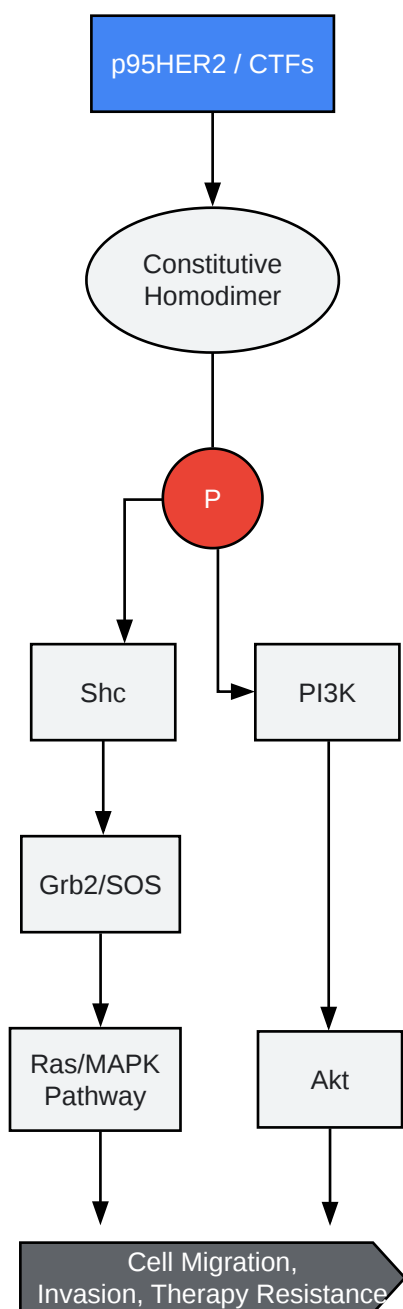 p95HER2 / CTFs
Constitutive
Homodimer
P
Shc
PI3K
Grb2/SOS
Ras/MAPK
Pathway
Akt
Cell Migration,
Invasion, Therapy Resistance